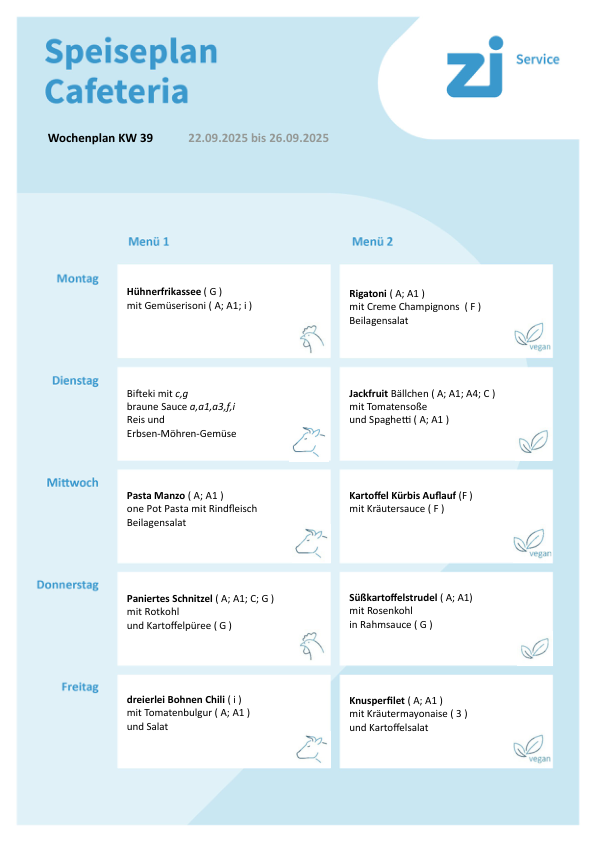 Speiseplan
Cafeteria
zi Service
Wochenplan KW 39 22.09.2025 bis 26.09.2025
Menü 1 Menü 2
Montag
Hühnerfrikassee ( G )
mit Gemüserisoni ( A; A1; i )
Rigatoni ( A; A1 )
mit Creme Champignons ( F )
Beilagensalat
vegan
Dienstag
Bifteki mit c,g
braune Sauce a,a1,a3,f,i
Reis und
Erbsen-Möhren-Gemüse
Jackfruit Bällchen ( A; A1; A4; C )
mit Tomatensoße
und Spaghetti ( A; A1 )
Mittwoch
Pasta Manzo ( A; A1 )
one Pot Pasta mit Rindfleisch
Beilagensalat
Kartoffel Kürbis Auflauf (F )
mit Kräutersauce ( F )
vegan
Donnerstag
Paniertes Schnitzel ( A; A1; C; G )
mit Rotkohl
und Kartoffelpüree ( G )
Süßkartoffelstrudel ( A; A1)
mit Rosenkohl
in Rahmsauce ( G )
Freitag
dreierlei Bohnen Chili ( i )
mit Tomatenbulgur ( A; A1 )
und Salat
Knusperfilet ( A; A1 )
mit Kräutermayonaise ( 3 )
und Kartoffelsalat
vegan